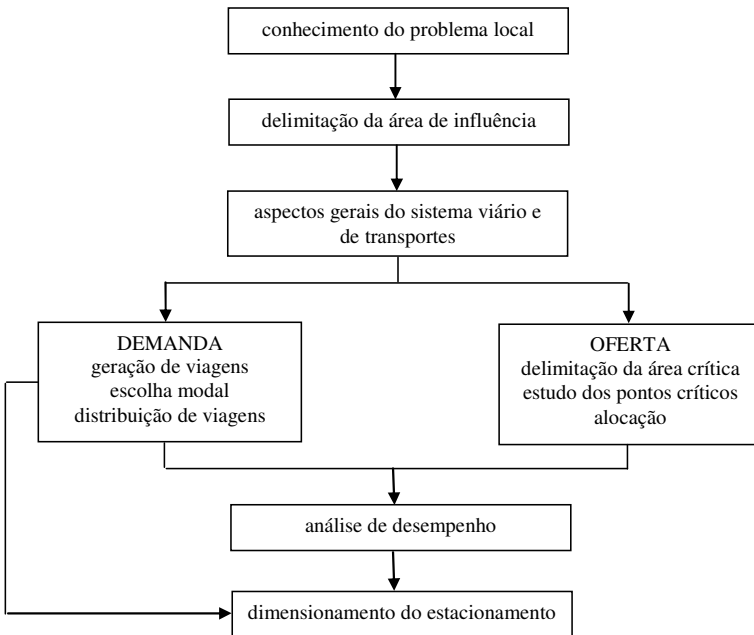 conhecimento do problema local
delimitação da área de influência
aspectos gerais do sistema viário e
de transportes
DEMANDA
geração de viagens
escolha modal
distribuição de viagens
OFERTA
delimitação da área crítica
estudo dos pontos críticos
alocação
análise de desempenho
dimensionamento do estacionamento